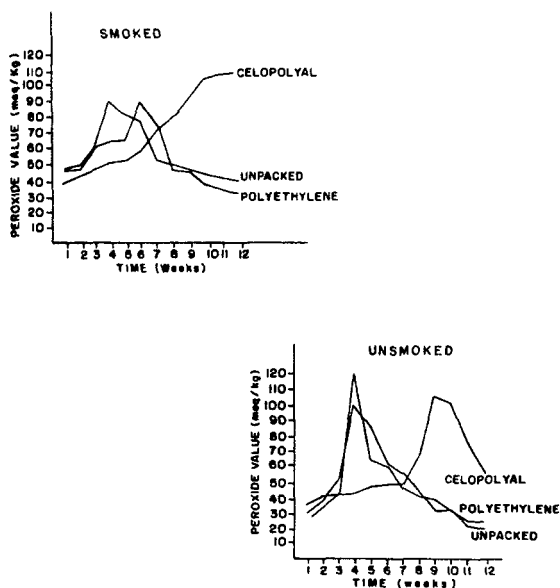 SMOKED
120
110
100
90
80
70
60
50
40
30
20
10
PEROXIDE VALUE (meq/Kg)
CELOPOLYAL
UNPACKED
POLYETHYLENE
1 2 3 4 5 6 7 8 9 10 11 12
TIME (Weeks)
UNSMOKED
120
110
100
90
80
70
60
50
40
30
20
10
PEROXIDE VALUE (meq/kg)
CELOPOLYAL
POLYETHYLENE
UNPACKED
1 2 3 4 5 6 7 8 9 10 11 12
TIME (weeks)